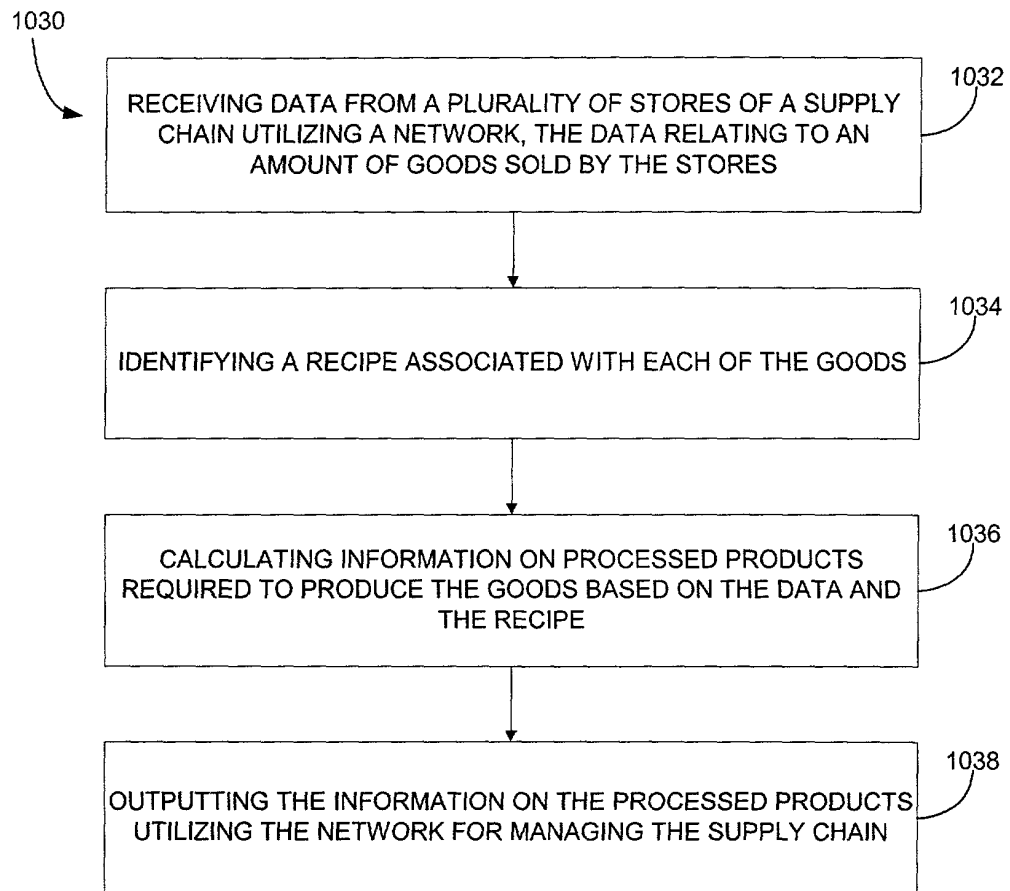 1030
1032
RECEIVING DATA FROM A PLURALITY OF STORES OF A SUPPLY
CHAIN UTILIZING A NETWORK, THE DATA RELATING TO AN
AMOUNT OF GOODS SOLD BY THE STORES
1034
IDENTIFYING A RECIPE ASSOCIATED WITH EACH OF THE GOODS
1036
CALCULATING INFORMATION ON PROCESSED PRODUCTS
REQUIRED TO PRODUCE THE GOODS BASED ON THE DATA AND
THE RECIPE
1038
OUTPUTTING THE INFORMATION ON THE PROCESSED PRODUCTS
UTILIZING THE NETWORK FOR MANAGING THE SUPPLY CHAIN